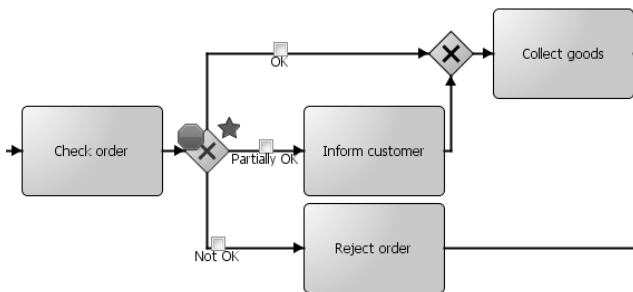 OK
Collect goods
Check order
Partially OK
Inform customer
Not OK
Reject order